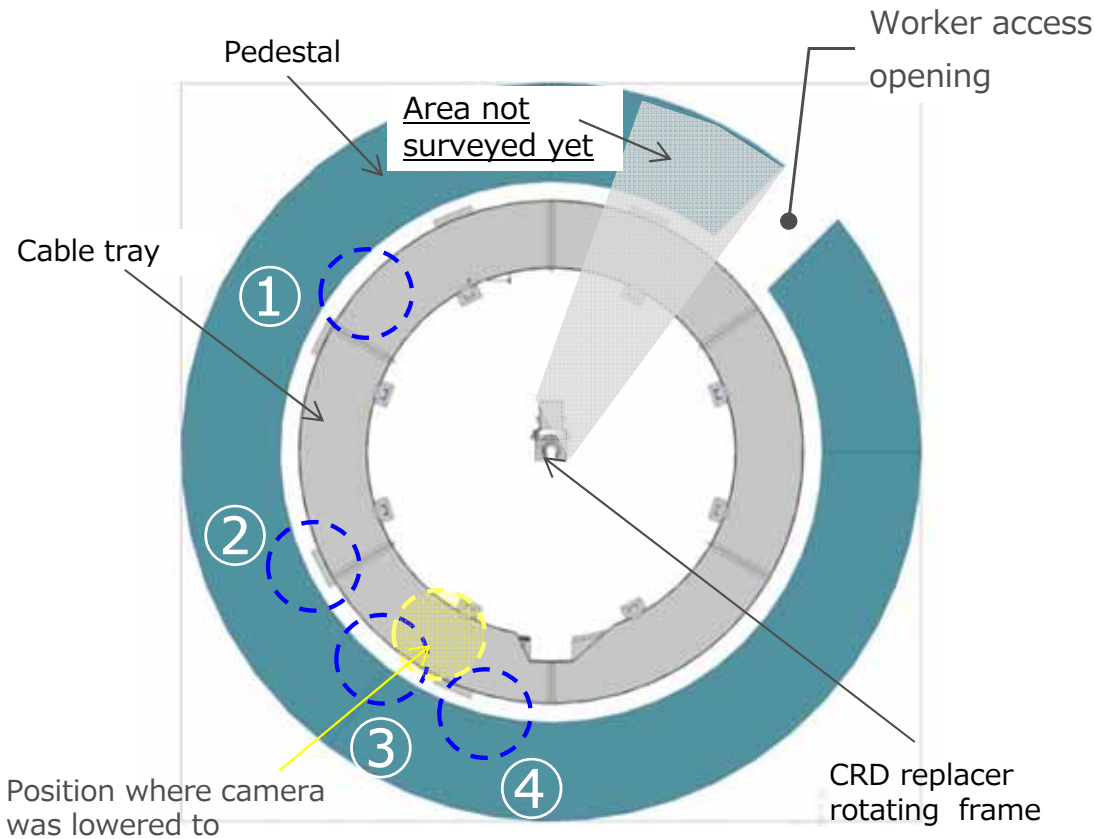 Worker access
opening
Pedestal
Area not
surveyed yet
Cable tray
①
②
③
④
Position where camera
was lowered to
CRD replacer
rotating frame